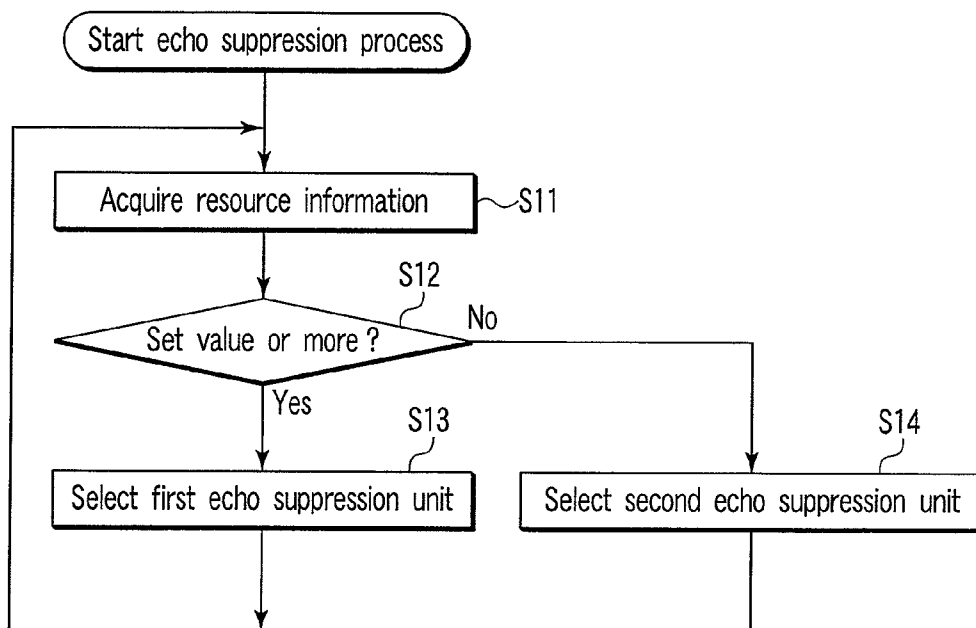 Start echo suppression process
Acquire resource information
S11
S12
Set value or more ?
No
Yes
S13
S14
Select first echo suppression unit
Select second echo suppression unit